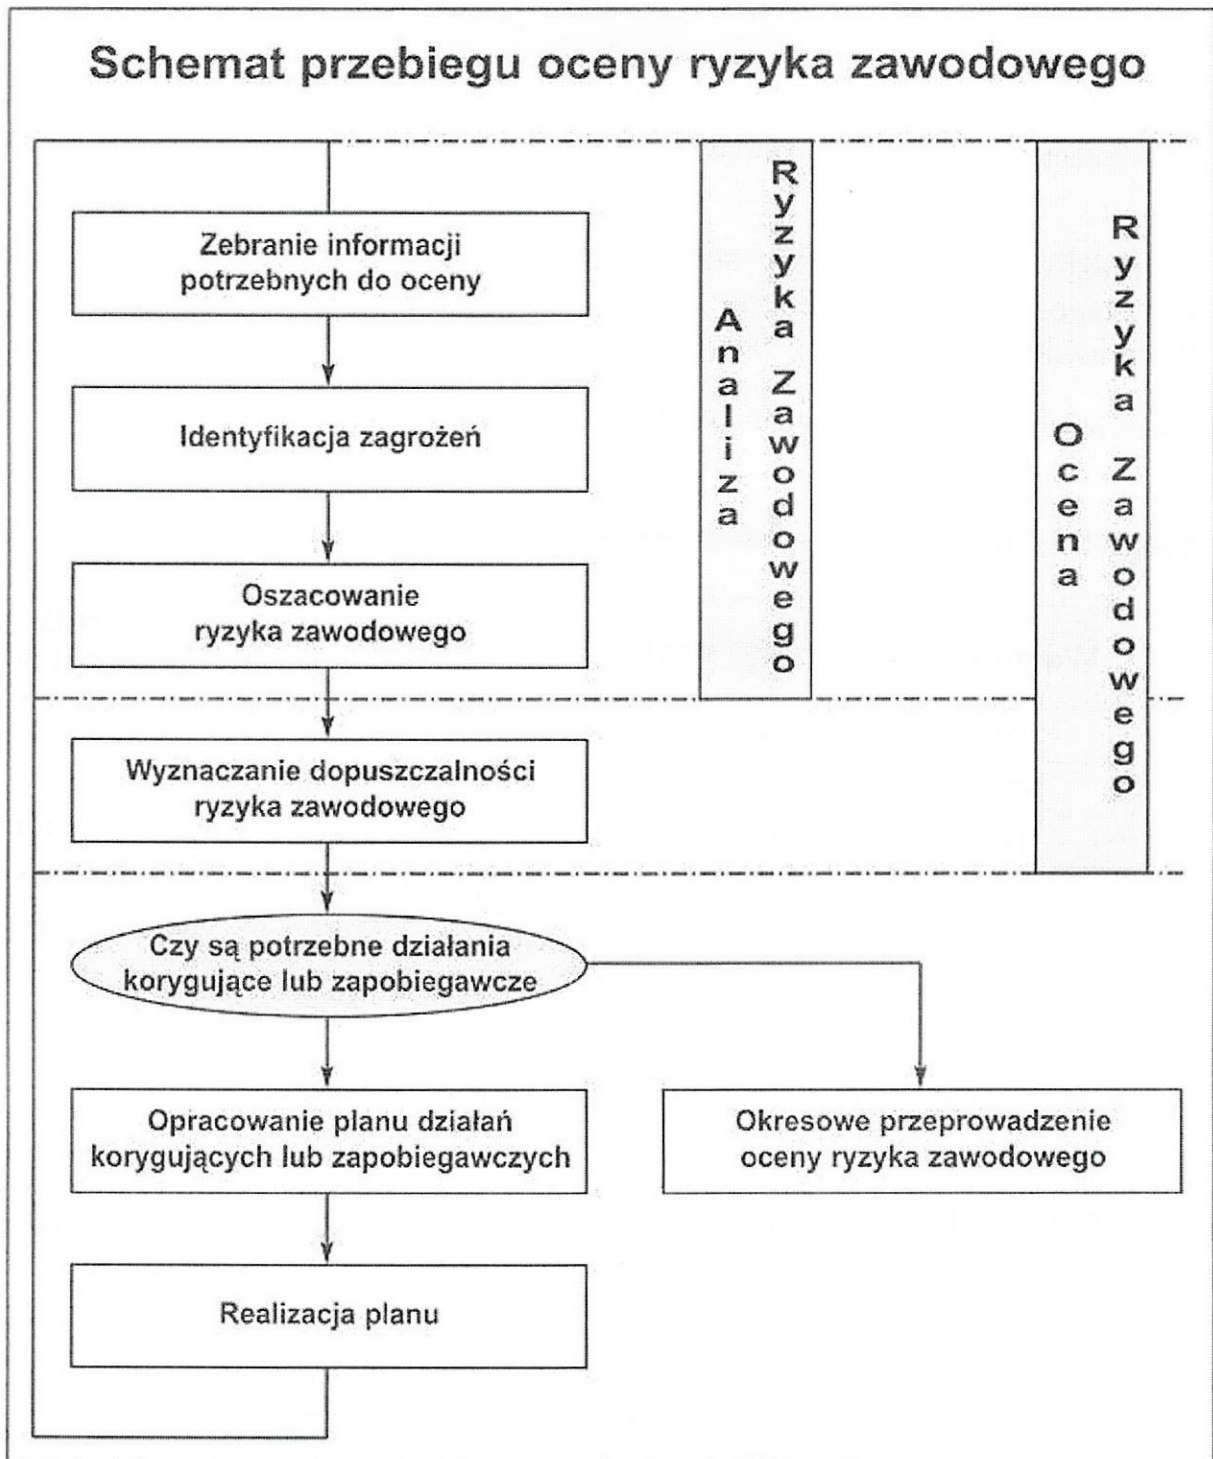 Schemat przebiegu oceny ryzyka zawodowego
Zebranie informacji
potrzebnych do oceny
Identyfikacja zagrożeń
Oszacowanie
ryzyka zawodowego
Analiza
Ryzyka Zawodowego
Ocena
Ryzyka Zawodowego
Wyznaczanie dopuszczalności
ryzyka zawodowego
Czy są potrzebne działania
korygujące lub zapobiegawcze
Opracowanie planu działań
korygujących lub zapobiegawczych
Okresowe przeprowadzenie
oceny ryzyka zawodowego
Realizacja planu